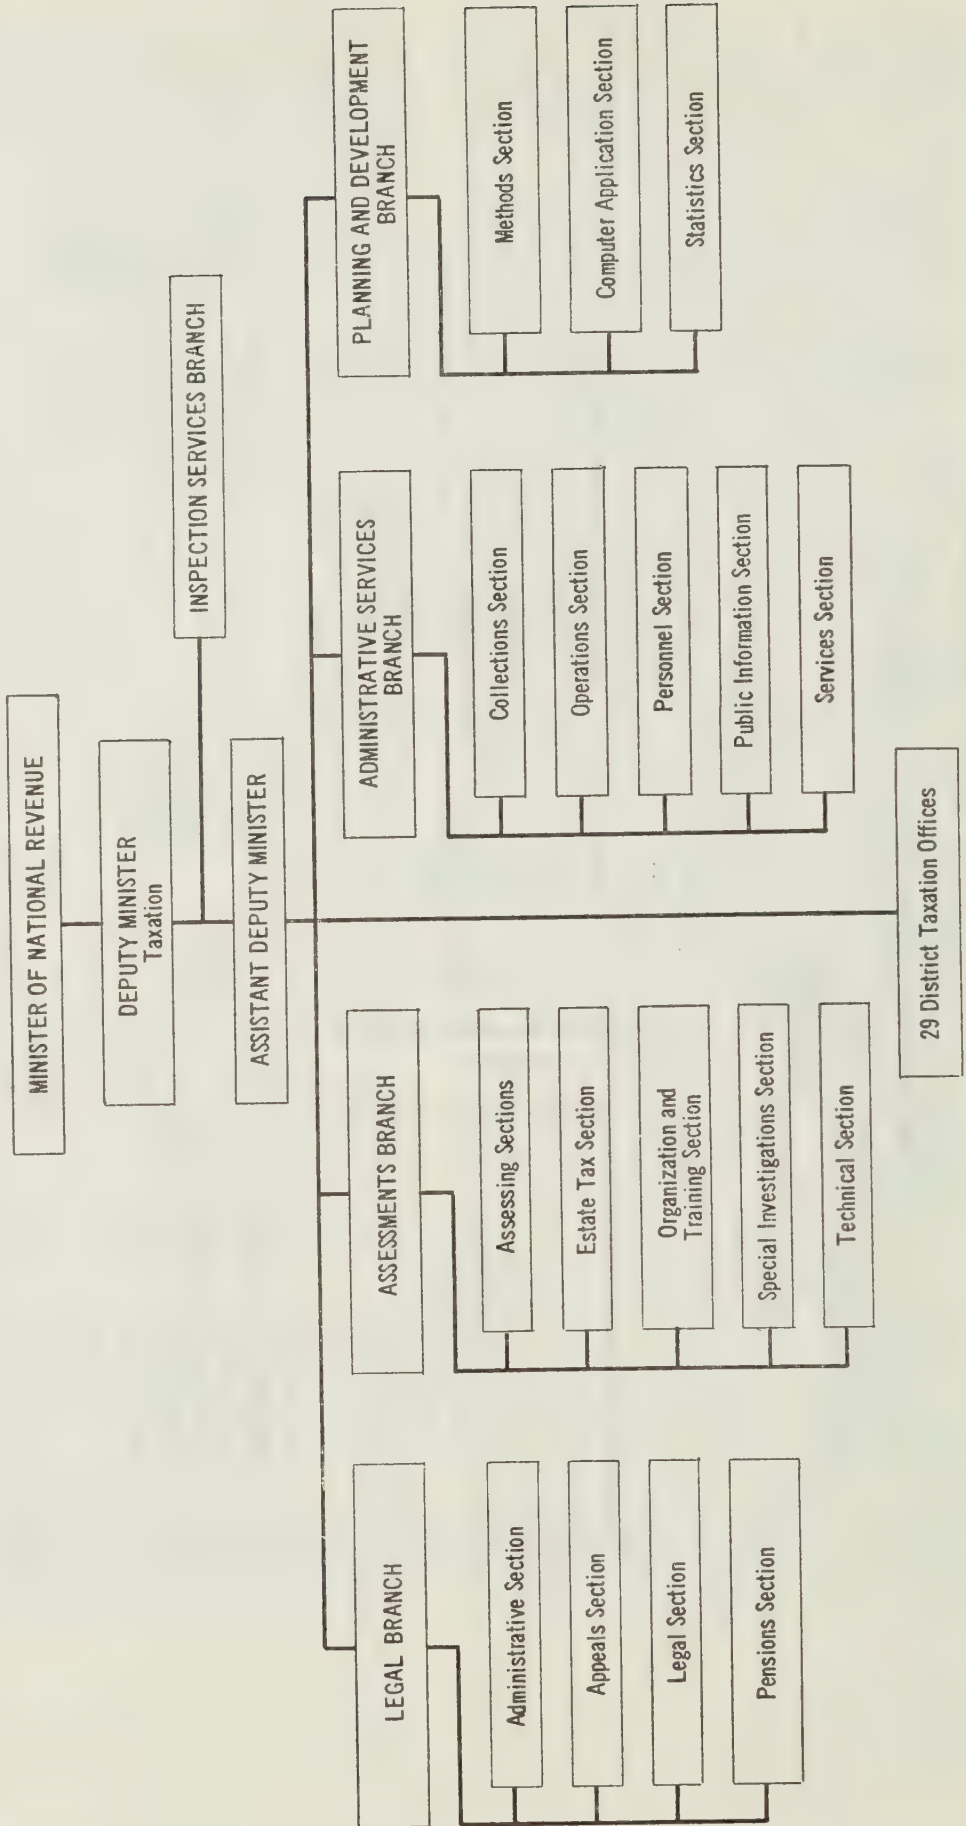 MINISTER OF NATIONAL REVENUE
DEPUTY MINISTER
Taxation
INSPECTION SERVICES BRANCH
ASSISTANT DEPUTY MINISTER
LEGAL BRANCH
Administrative Section
Appeals Section
Legal Section
Pensions Section
ASSESSMENTS BRANCH
Assessing Sections
Estate Tax Section
Organization and
Training Section
Special Investigations Section
Technical Section
ADMINISTRATIVE SERVICES
BRANCH
Collections Section
Operations Section
Personnel Section
Public Information Section
Services Section
PLANNING AND DEVELOPMENT
BRANCH
Methods Section
Computer Application Section
Statistics Section
29 District Taxation Offices